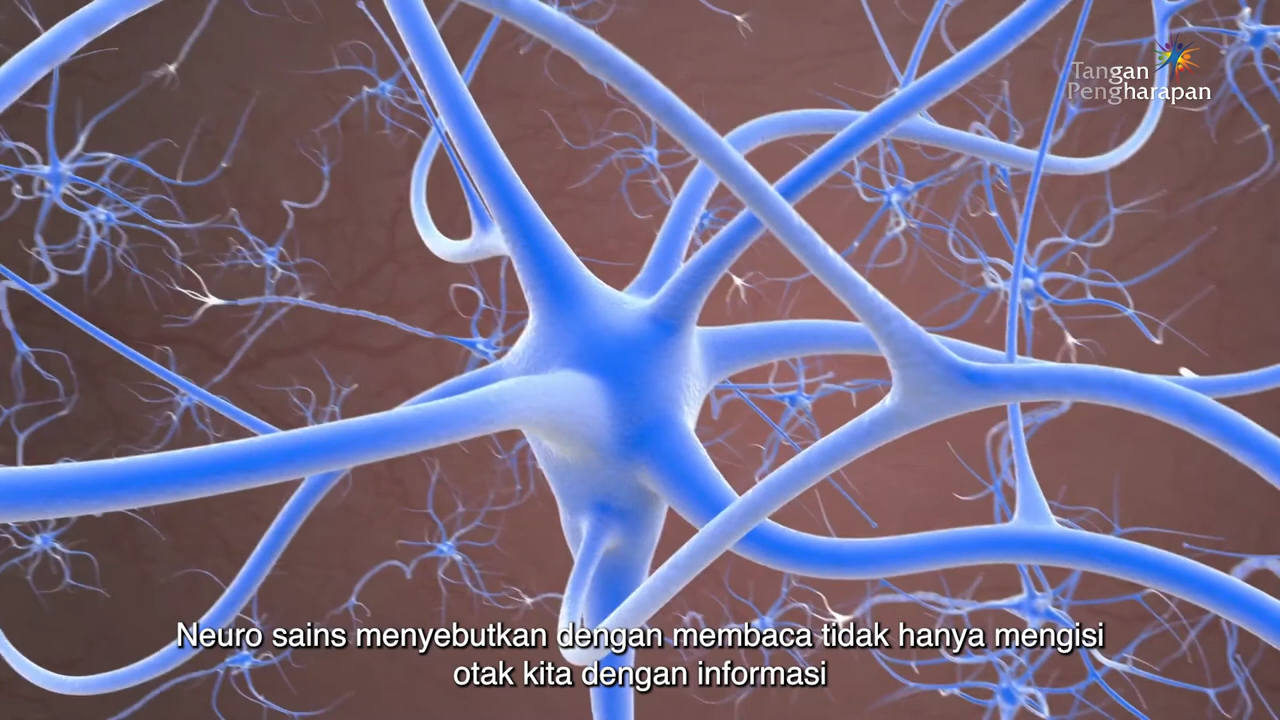 Tangan
Pengharapan
Neuro sains menyebutkan dengan membaca tidak hanya mengisi
otak kita dengan informasi